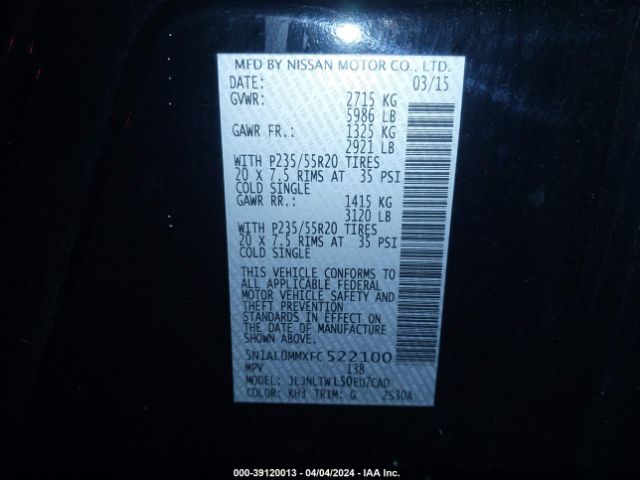 MFD BY NISSAN MOTOR CO., LTD.
DATE: 03/15
GVWR: 2715 KG
5986 LB
GAWR FR.: 1325 KG
2921 LB
WITH P235/55R20 TIRES
20 X 7.5 RIMS AT 35 PSI
COLD SINGLE
GAWR RR.: 1415 KG
3120 LB
WITH P235/55R20 TIRES
20 X 7.5 RIMS AT 35 PSI
COLD SINGLE
THIS VEHICLE CONFORMS TO
ALL APPLICABLE FEDERAL
MOTOR VEHICLE SAFETY AND
THEFT PREVENTION
STANDARDS IN EFFECT ON
THE DATE OF MANUFACTURE
SHOWN ABOVE.
5N1AL0MMXFC522100
MPV 138
MODEL: JLJNLTWL50EU7CAD
COLOR: KH3 TRIM: G 2S30A
000-39120013 - 04/04/2024 - IAA Inc.